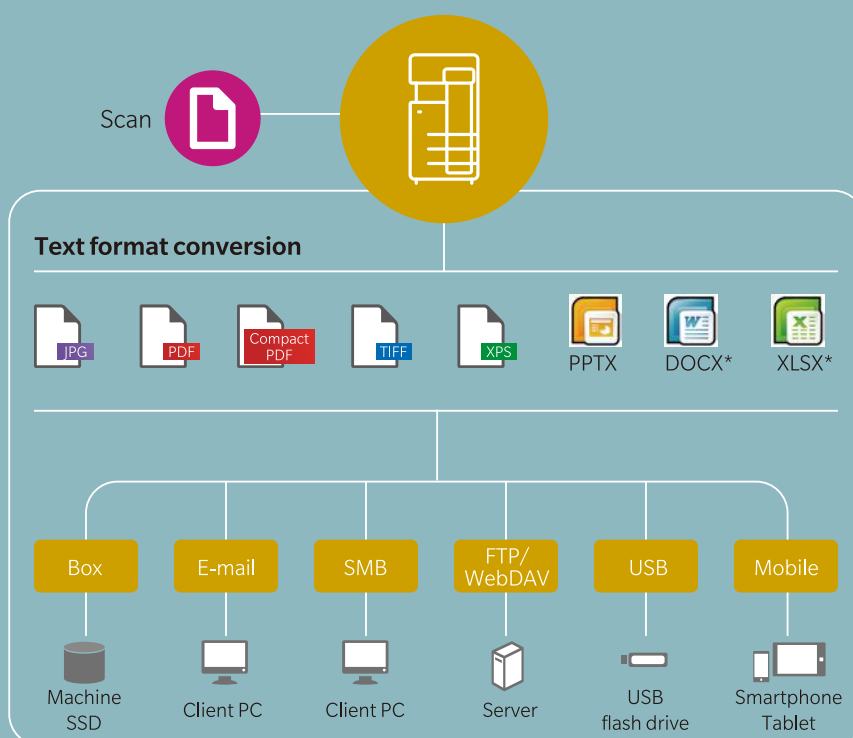 Scan
Text format conversion
JPG
PDF
Compact
PDF
TIFF
XPS
PPTX
DOCX*
XLSX*
Box
E-mail
SMB
FTP/
WebDAV
USB
Mobile
Machine
SSD
Client PC
Client PC
Server
USB
flash drive
Smartphone
Tablet